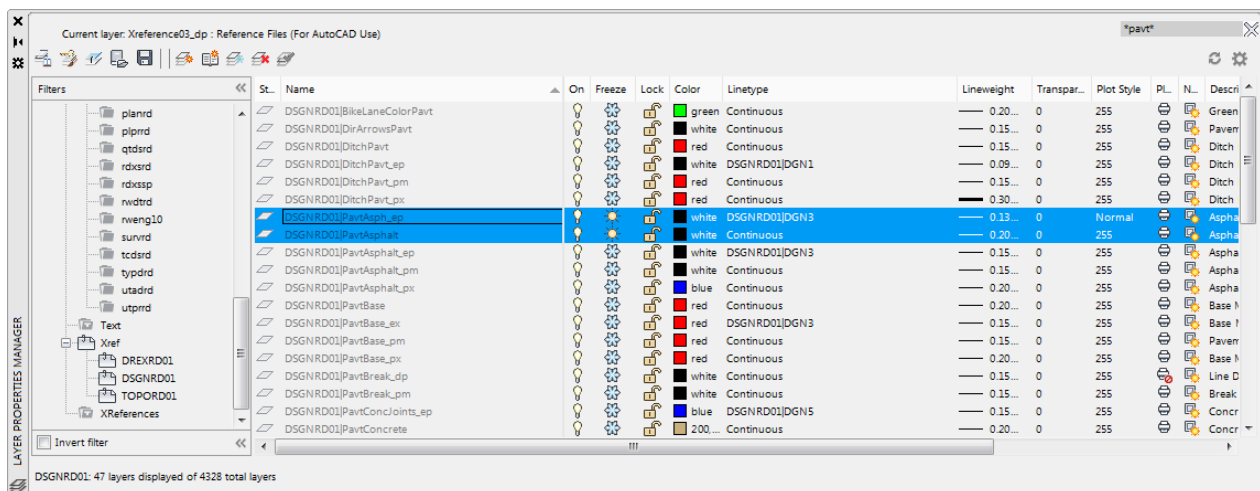 Current layer: Xreference03_dp : Reference Files (For AutoCAD Use)
*pavt*
Filters
St... Name On Freeze Lock Color Linetype Lineweight Transpar... Plot Style Pl... N... Descri
planrd
plprrd
qtdsrd
rdxsrd
rdxssp
rwdtrd
rweng10
survrd
tcdsrd
typdrd
utadrd
utprrd
Text
Xref
DREXRD01
DSGNRD01
TOPORD01
XReferences
Invert filter
DSGNRD01|BikeLaneColorPavt green Continuous 0.20... 0 255 Green
DSGNRD01|DirArrowsPavt white Continuous 0.15... 0 255 Pavem
DSGNRD01|DitchPavt red Continuous 0.15... 0 255 Ditch
DSGNRD01|DitchPavt_ep white DSGNRD01|DGN1 0.09... 0 255 Ditch
DSGNRD01|DitchPavt_pm red Continuous 0.15... 0 255 Ditch
DSGNRD01|DitchPavt_px red Continuous 0.30... 0 255 Ditch
DSGNRD01|PavtAsph_ep white DSGNRD01|DGN3 0.13... 0 Normal Aspha
DSGNRD01|PavtAsphalt white Continuous 0.20... 0 255 Aspha
DSGNRD01|PavtAsphalt_ep white DSGNRD01|DGN3 0.15... 0 255 Aspha
DSGNRD01|PavtAsphalt_pm white Continuous 0.15... 0 255 Aspha
DSGNRD01|PavtAsphalt_px blue Continuous 0.20... 0 255 Aspha
DSGNRD01|PavtBase red Continuous 0.20... 0 255 Base M
DSGNRD01|PavtBase_ex red DSGNRD01|DGN3 0.15... 0 255 Base M
DSGNRD01|PavtBase_pm red Continuous 0.15... 0 255 Pavem
DSGNRD01|PavtBase_px red Continuous 0.20... 0 255 Base M
DSGNRD01|PavtBreak_dp white Continuous 0.15... 0 255 Line D
DSGNRD01|PavtBreak_pm white Continuous 0.15... 0 255 Break
DSGNRD01|PavtConcJoints_ep blue DSGNRD01|DGN5 0.15... 0 255 Concr
DSGNRD01|PavtConcrete 200,... Continuous 0.20... 0 255 Concr
LAYER PROPERTIES MANAGER
DSGNRD01: 47 layers displayed of 4328 total layers